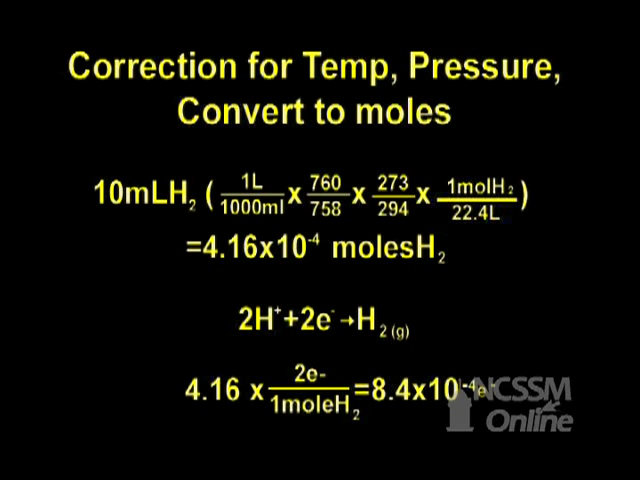 Correction for Temp, Pressure,
Convert to moles
10mLH₂ ( 1L/1000ml x 760/758 x 273/294 x 1molH₂/22.4L )
=4.16x10⁻⁴ molesH₂
2H⁺+2e⁻→H₂(g)
4.16 x 2e-/1moleH₂ =8.4x10⁻⁴e⁻
NCSSM
Online